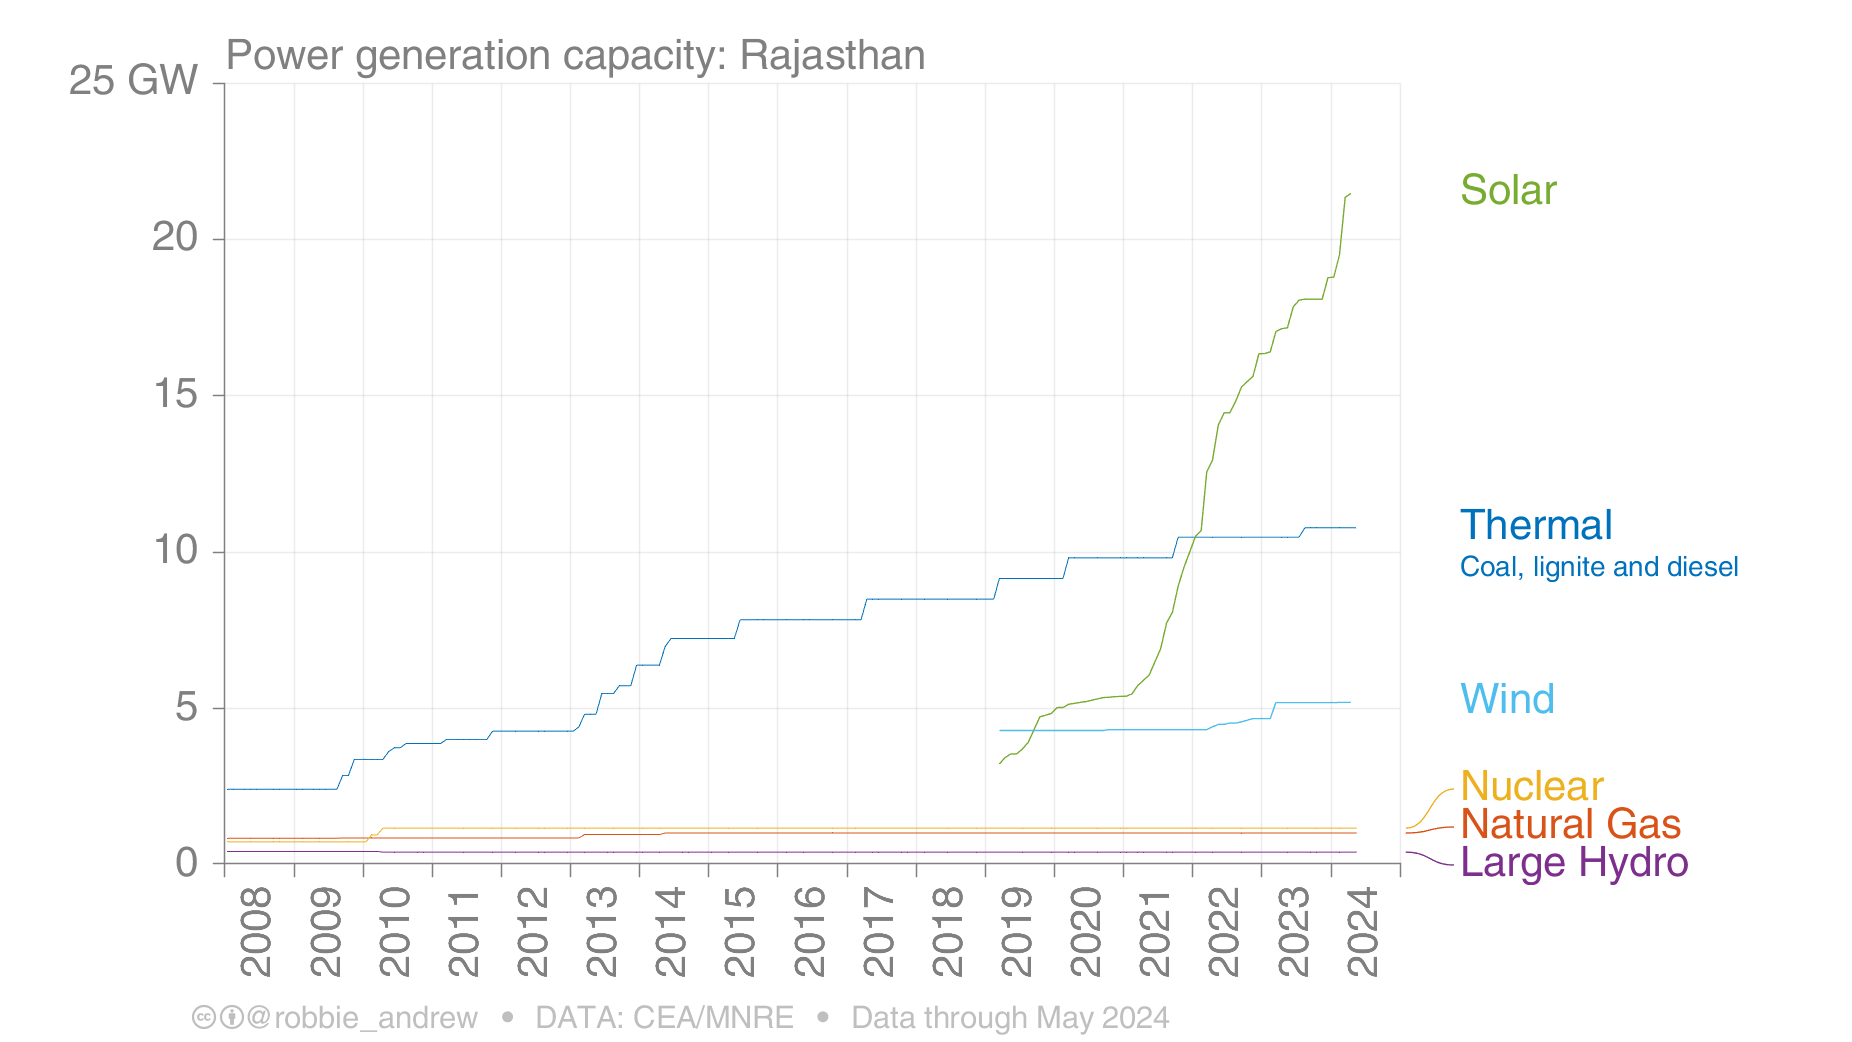 Power generation capacity: Rajasthan
25 GW
20
15
10
5
0
Solar
Thermal
Coal, lignite and diesel
Wind
Nuclear
Natural Gas
Large Hydro
2008 2009 2010 2011 2012 2013 2014 2015 2016 2017 2018 2019 2020 2021 2022 2023 2024
cc @robbie_andrew • DATA: CEA/MNRE • Data through May 2024